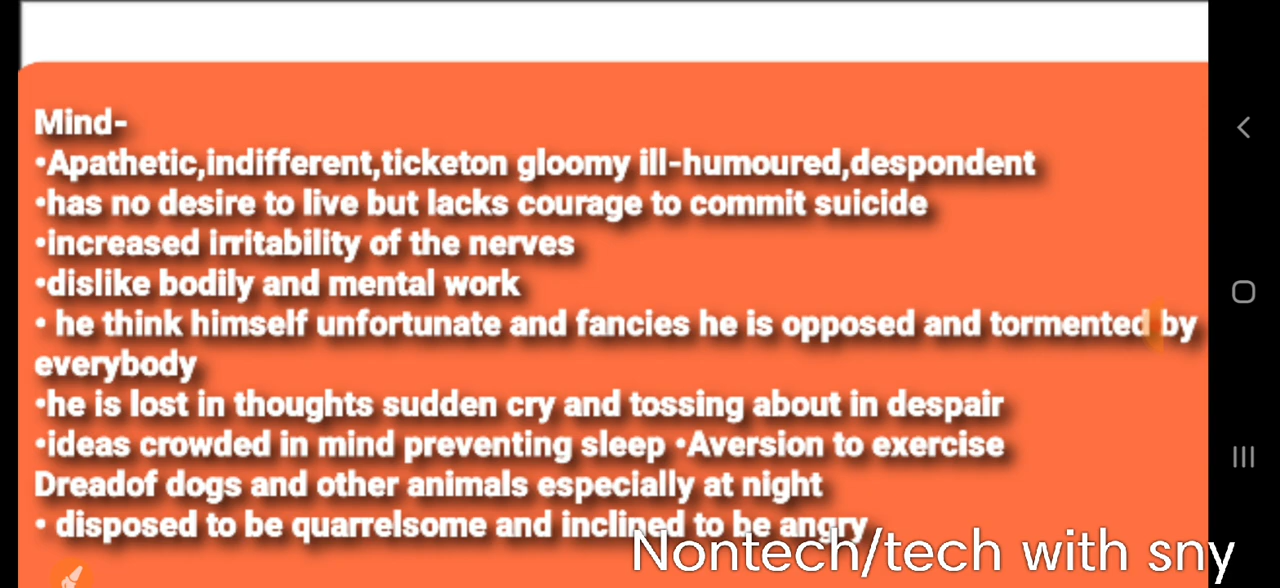 Mind-
•Apathetic,indifferent,ticketon gloomy ill-humoured,despondent
•has no desire to live but lacks courage to commit suicide
•increased irritability of the nerves
•dislike bodily and mental work
• he think himself unfortunate and fancies he is opposed and tormented by
everybody
•he is lost in thoughts sudden cry and tossing about in despair
•ideas crowded in mind preventing sleep •Aversion to exercise
Dreadof dogs and other animals especially at night
• disposed to be quarrelsome and inclined to be angry
Nontech/tech with sny